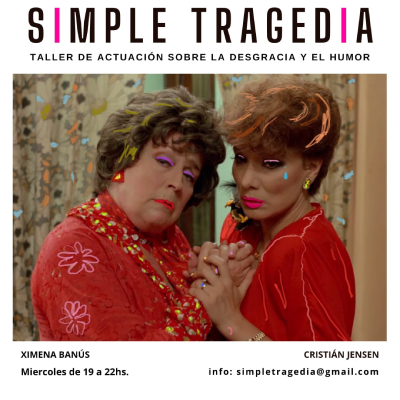 SIMPLE TRAGEDIA
TALLER DE ACTUACIÓN SOBRE LA DESGRACIA Y EL HUMOR
XIMENA BANÚS
CRISTIÁN JENSEN
Miercoles de 19 a 22hs.
info: simpletragedia@gmail.com